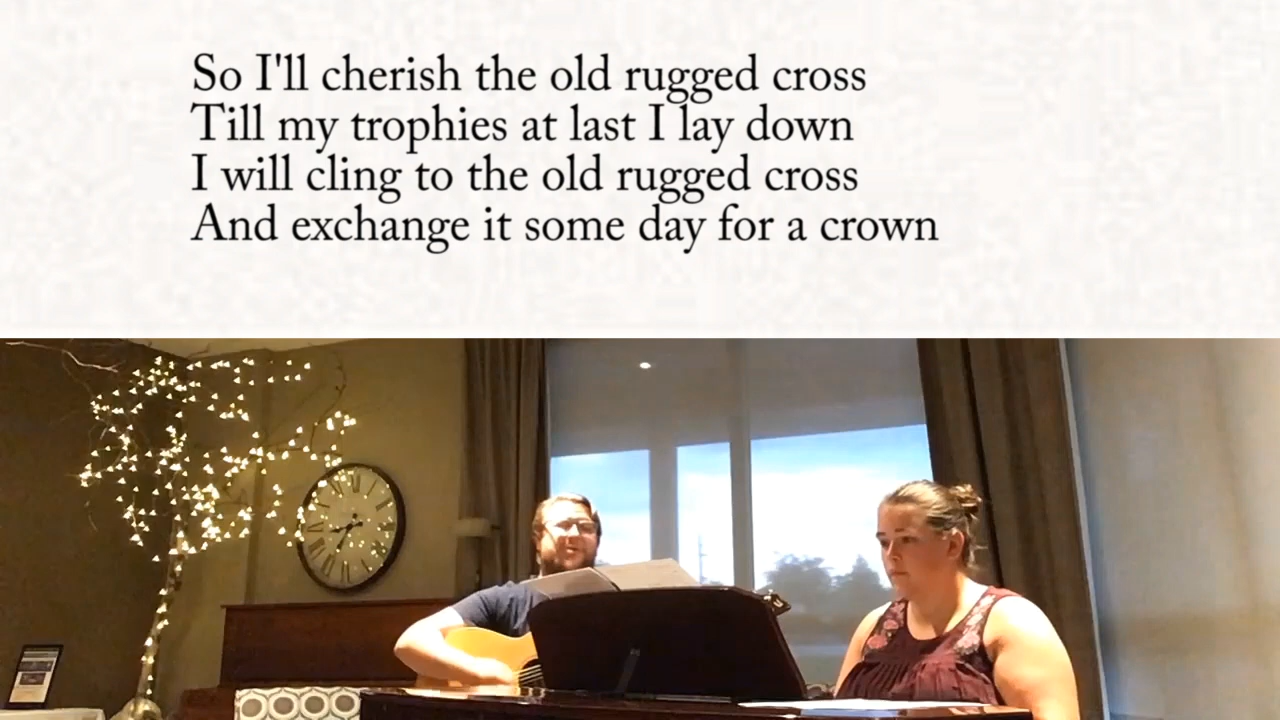 So I'll cherish the old rugged cross
Till my trophies at last I lay down
I will cling to the old rugged cross
And exchange it some day for a crown